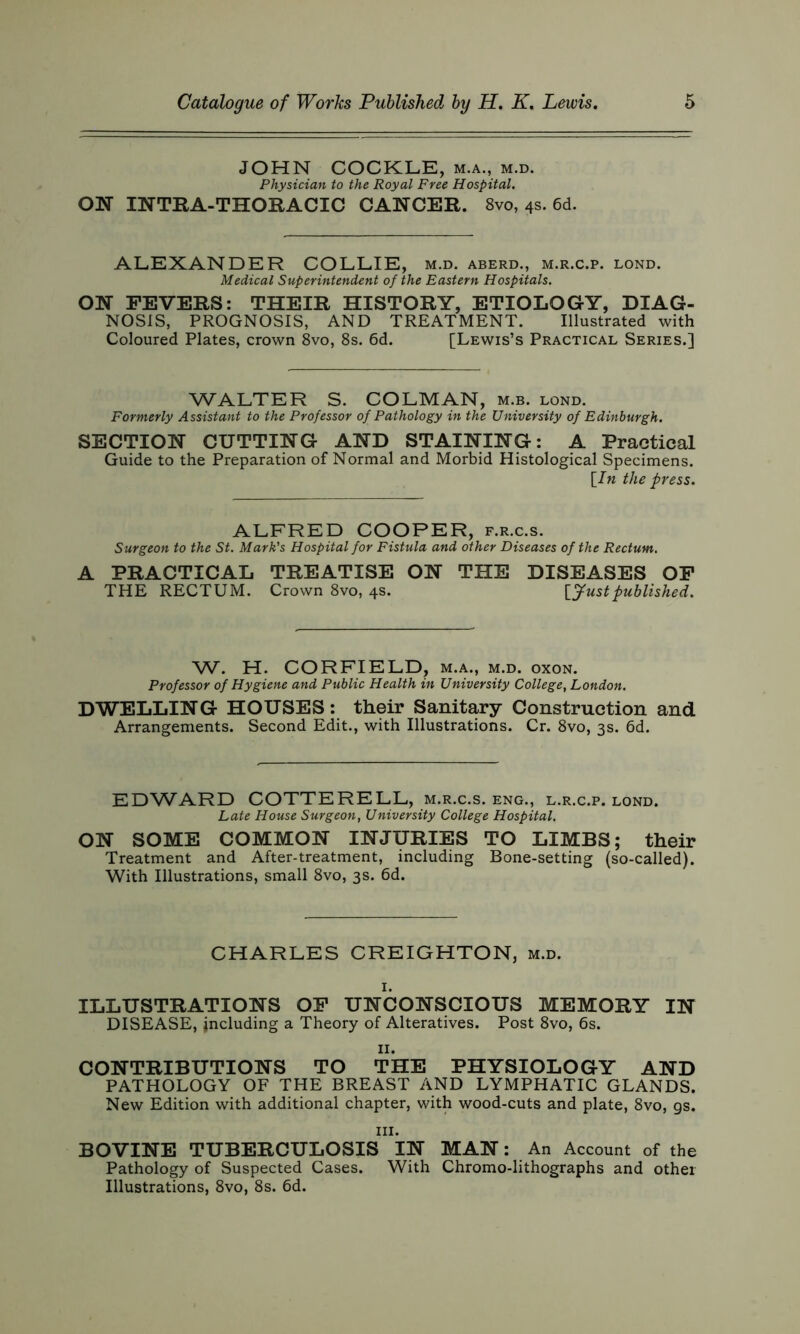 Catalogue of Works Published by H. K. Lewis. 5
JOHN COCKLE, M.A., M.D.
Physician to the Royal Free Hospital.
ON INTRA-THORACIC CANCER. 8vo, 4s. 6d.
ALEXANDER COLLIE, M.D. ABERD., M.R.C.P. LOND.
Medical Superintendent of the Eastern Hospitals.
ON FEVERS: THEIR HISTORY, ETIOLOGY, DIAG-
NOSIS, PROGNOSIS, AND TREATMENT. Illustrated with
Coloured Plates, crown 8vo, 8s. 6d. [LEWIS'S PRACTICAL SERIES.]
WALTER S. COLMAN, M.B. LOND.
Formerly Assistant to the Professor of Pathology in the University of Edinburgh.
SECTION CUTTING AND STAINING: A Practical
Guide to the Preparation of Normal and Morbid Histological Specimens.
[In the press.
ALFRED COOPER, F.R.C.S.
Surgeon to the St. Mark's Hospital for Fistula and other Diseases of the Rectum.
A PRACTICAL TREATISE ON THE DISEASES OF
THE RECTUM. Crown 8vo, 4s. [Just published.
W. H. CORFIELD, M.A., M.D. OXON.
Professor of Hygiene and Public Health in University College, London.
DWELLING HOUSES: their Sanitary Construction and
Arrangements. Second Edit., with Illustrations. Cr. 8vo, 3s. 6d.
EDWARD COTTERELL, M.R.C.S. ENG., L.R.C.P. LOND.
Late House Surgeon, University College Hospital.
ON SOME COMMON INJURIES TO LIMBS; their
Treatment and After-treatment, including Bone-setting (so-called).
With Illustrations, small 8vo, 3s. 6d.
CHARLES CREIGHTON, M.D.
I.
ILLUSTRATIONS OF UNCONSCIOUS MEMORY IN
DISEASE, including a Theory of Alteratives. Post 8vo, 6s.
II.
CONTRIBUTIONS TO THE PHYSIOLOGY AND
PATHOLOGY OF THE BREAST AND LYMPHATIC GLANDS.
New Edition with additional chapter, with wood-cuts and plate, 8vo, 9s.
III.
BOVINE TUBERCULOSIS IN MAN: An Account of the
Pathology of Suspected Cases. With Chromo-lithographs and other
Illustrations, 8vo, 8s. 6d.